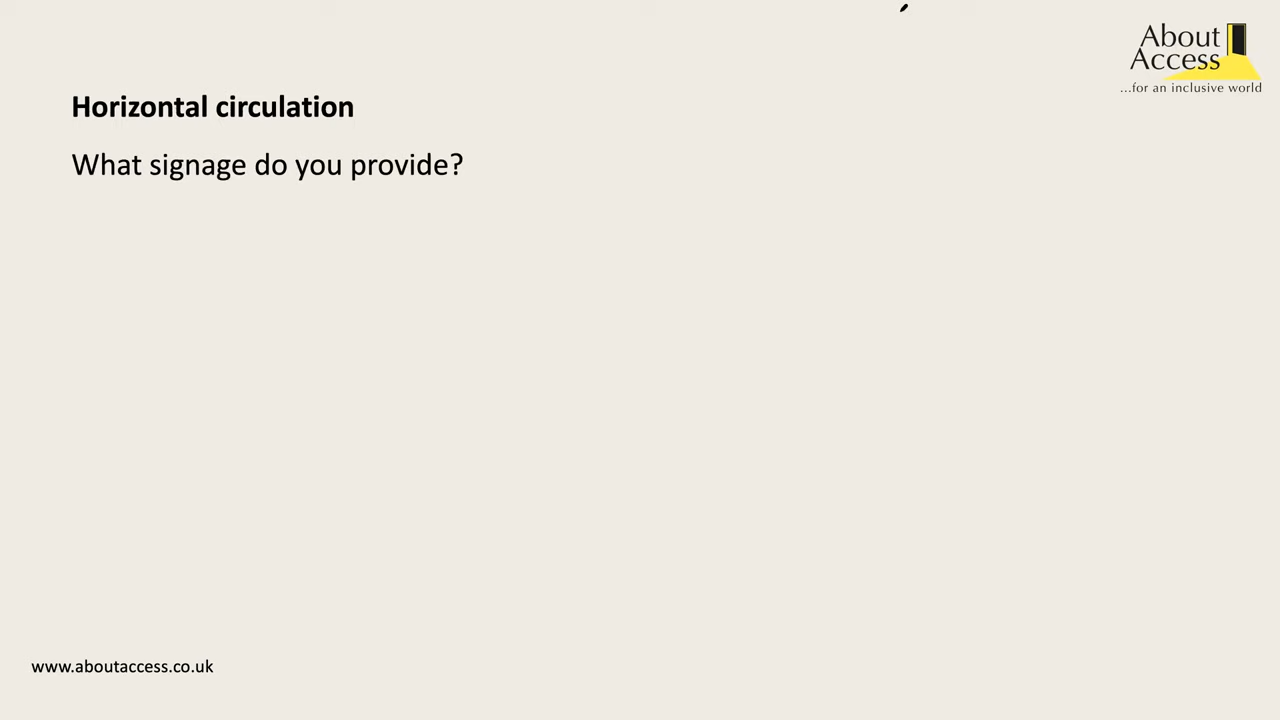 About
Access
...for an inclusive world
Horizontal circulation
What signage do you provide?
www.aboutaccess.co.uk